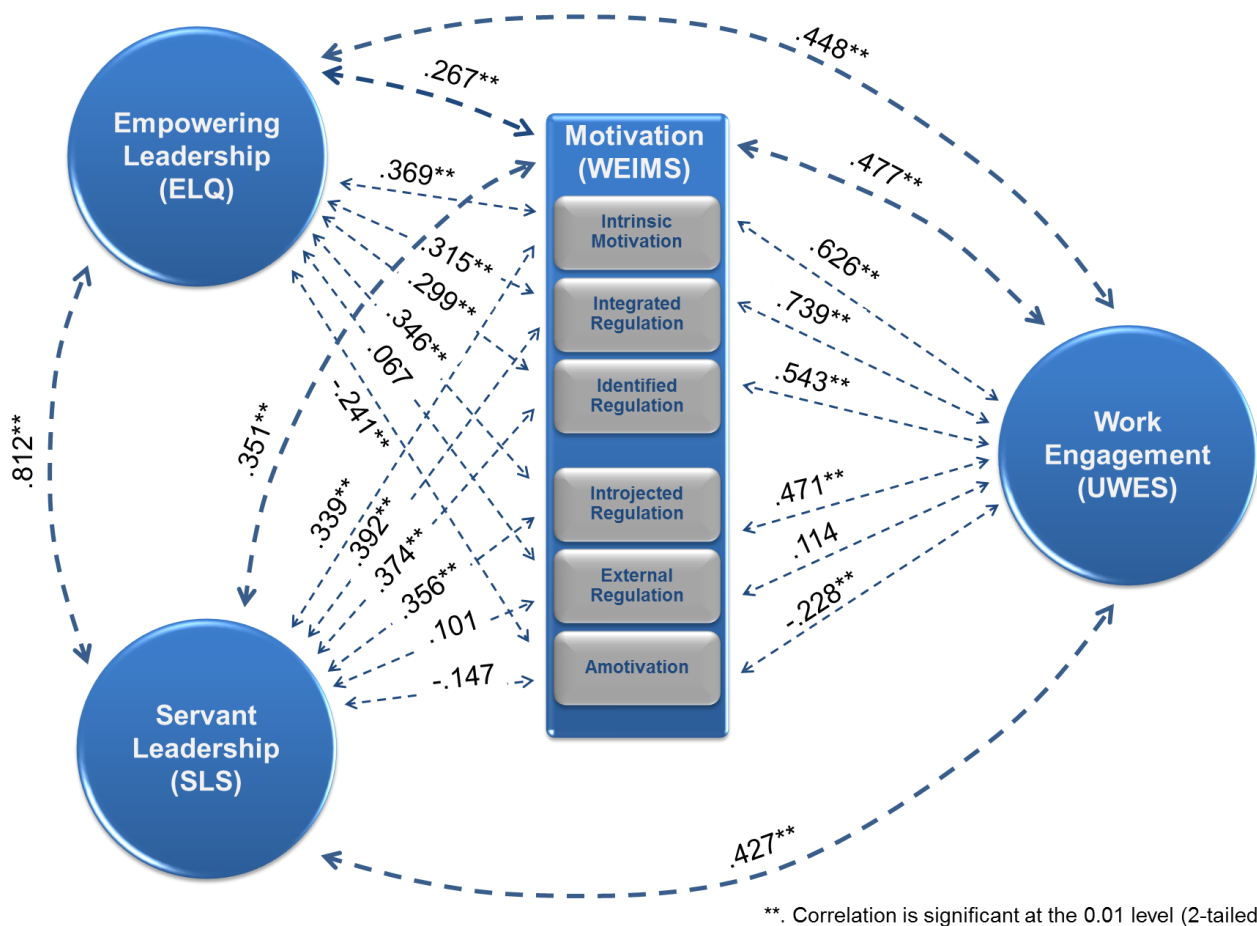 .448**
.267**
Empowering
Leadership
(ELQ)
Motivation
(WEIMS)
.477**
.369**
Intrinsic
Motivation
.626**
.315**
.299**
.346**
.067
-.241**
Integrated
Regulation
.739**
Identified
Regulation
.543**
.812**
.351**
.339**
.392**
.374**
.356**
.101
-.147
Introjected
Regulation
.471**
External
Regulation
.114
-.228**
Amotivation
Work
Engagement
(UWES)
Servant
Leadership
(SLS)
.427**
**. Correlation is significant at the 0.01 level (2-tailed